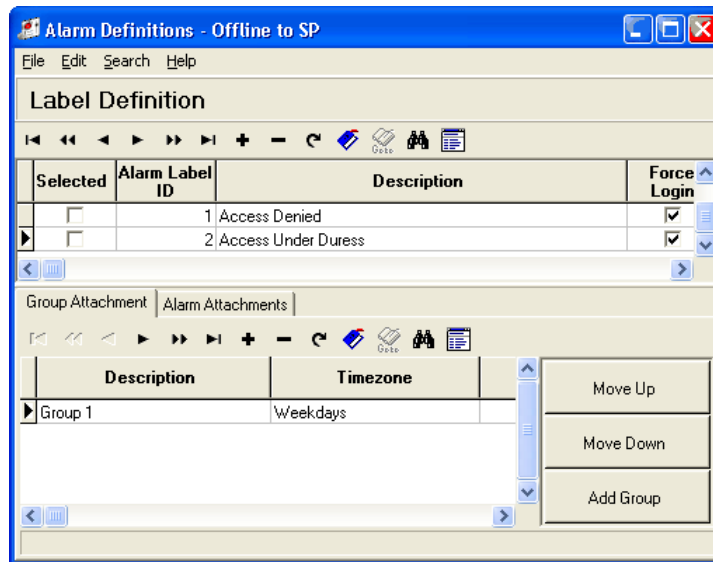 Alarm Definitions - Offline to SP
File Edit Search Help
Label Definition
Goto
Selected Alarm Label ID Description Force Login
1 Access Denied
2 Access Under Duress
Group Attachment Alarm Attachments
Goto
Description Timezone
Group 1 Weekdays
Move Up
Move Down
Add Group